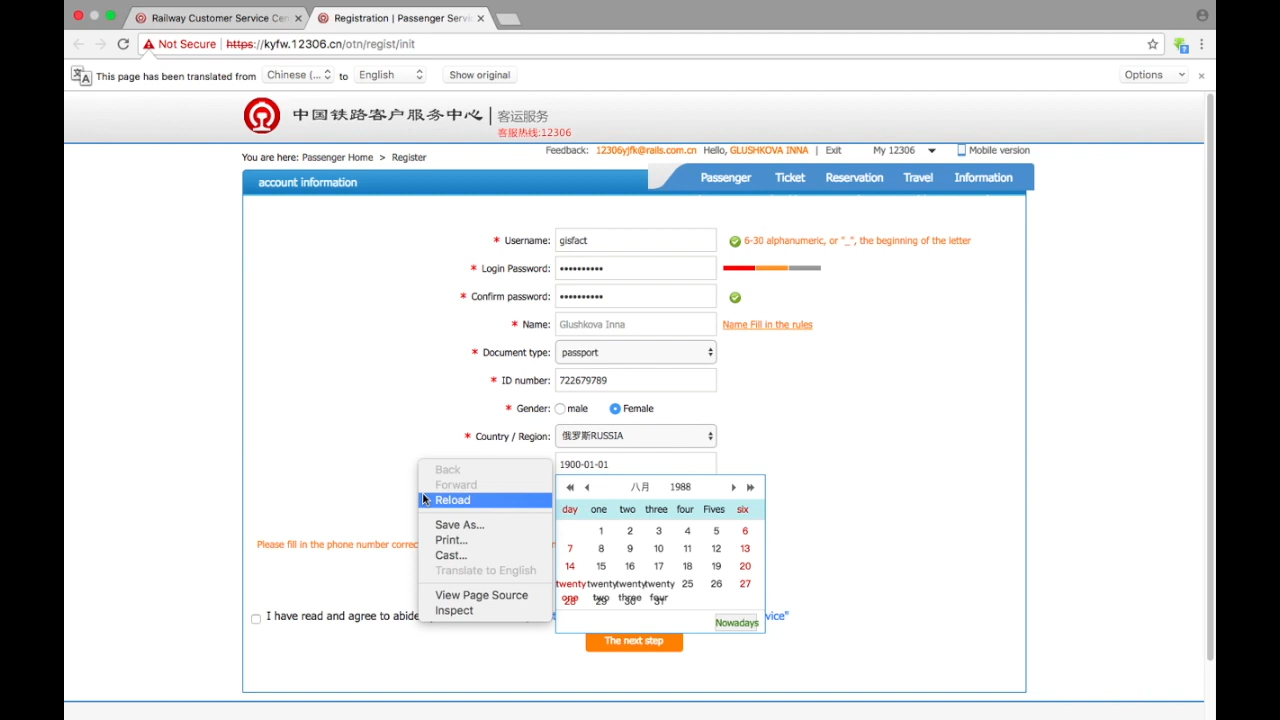 Railway Customer Service Cen
Registration | Passenger Servic
Not Secure | https://kyfw.12306.cn/otn/regist/init
This page has been translated from Chinese (... to English Show original Options
中国铁路客户服务中心 | 客运服务
客服热线:12306
Feedback: 12306yjfk@rails.com.cn Hello, GLUSHKOVA INNA | Exit My 12306 Mobile version
You are here: Passenger Home > Register
Passenger Ticket Reservation Travel Information
account information
* Username: gisfact 6-30 alphanumeric, or "_", the beginning of the letter
* Login Password: ••••••••••
* Confirm password: ••••••••••
* Name: Glushkova Inna Name Fill in the rules
* Document type: passport
* ID number: 722679789
* Gender: male Female
* Country / Region: 俄罗斯RUSSIA
1900-01-01
Back
Forward
Reload
Save As...
Print...
Cast...
Translate to English
View Page Source
Inspect
八月 1988
day one two three four Fives six
1 2 3 4 5 6
7 8 9 10 11 12 13
14 15 16 17 18 19 20
twenty one twenty two twenty three twenty four 25 26 27
28 29 30 31
Nowadays
Please fill in the phone number correc
I have read and agree to abide
vice"
The next step